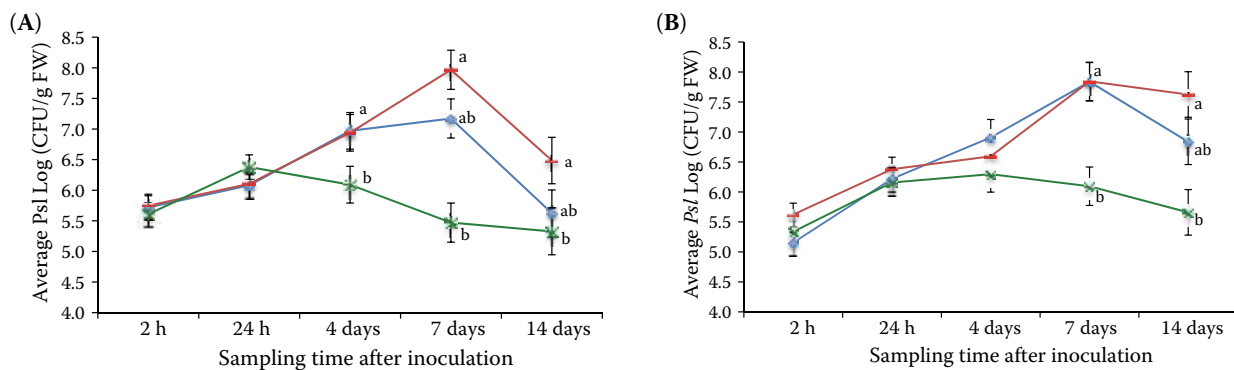 (A)
Average Psl Log (CFU/g FW)
8.5
8.0
7.5
7.0
6.5
6.0
5.5
5.0
4.5
4.0
a
a
ab
a
b
b
ab
b
2 h 24 h 4 days 7 days 14 days
Sampling time after inoculation
(B)
Average Psl Log (CFU/g FW)
8.5
8.0
7.5
7.0
6.5
6.0
5.5
5.0
4.5
4.0
a
a
ab
b
b
2 h 24 h 4 days 7 days 14 days
Sampling time after inoculation